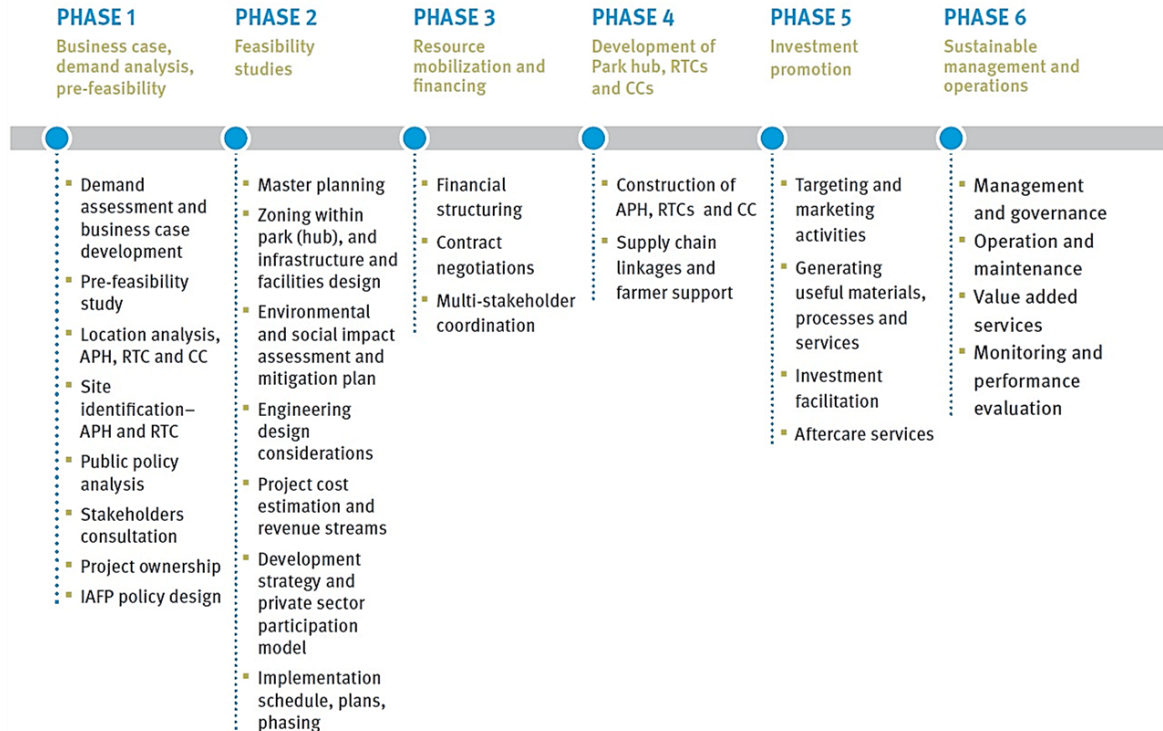 PHASE 1
Business case,
demand analysis,
pre-feasibility
▪ Demand
assessment and
business case
development
▪ Pre-feasibility
study
▪ Location analysis,
APH, RTC and CC
▪ Site
identification–
APH and RTC
▪ Public policy
analysis
▪ Stakeholders
consultation
▪ Project ownership
▪ IAFP policy design
PHASE 2
Feasibility
studies
▪ Master planning
▪ Zoning within
park (hub), and
infrastructure and
facilities design
▪ Environmental
and social impact
assessment and
mitigation plan
▪ Engineering
design
considerations
▪ Project cost
estimation and
revenue streams
▪ Development
strategy and
private sector
participation
model
▪ Implementation
schedule, plans,
phasing
PHASE 3
Resource
mobilization and
financing
▪ Financial
structuring
▪ Contract
negotiations
▪ Multi-stakeholder
coordination
PHASE 4
Development of
Park hub, RTCs
and CCs
▪ Construction of
APH, RTCs and CC
▪ Supply chain
linkages and
farmer support
PHASE 5
Investment
promotion
▪ Targeting and
marketing
activities
▪ Generating
useful materials,
processes and
services
▪ Investment
facilitation
▪ Aftercare services
PHASE 6
Sustainable
management and
operations
▪ Management
and governance
▪ Operation and
maintenance
▪ Value added
services
▪ Monitoring and
performance
evaluation